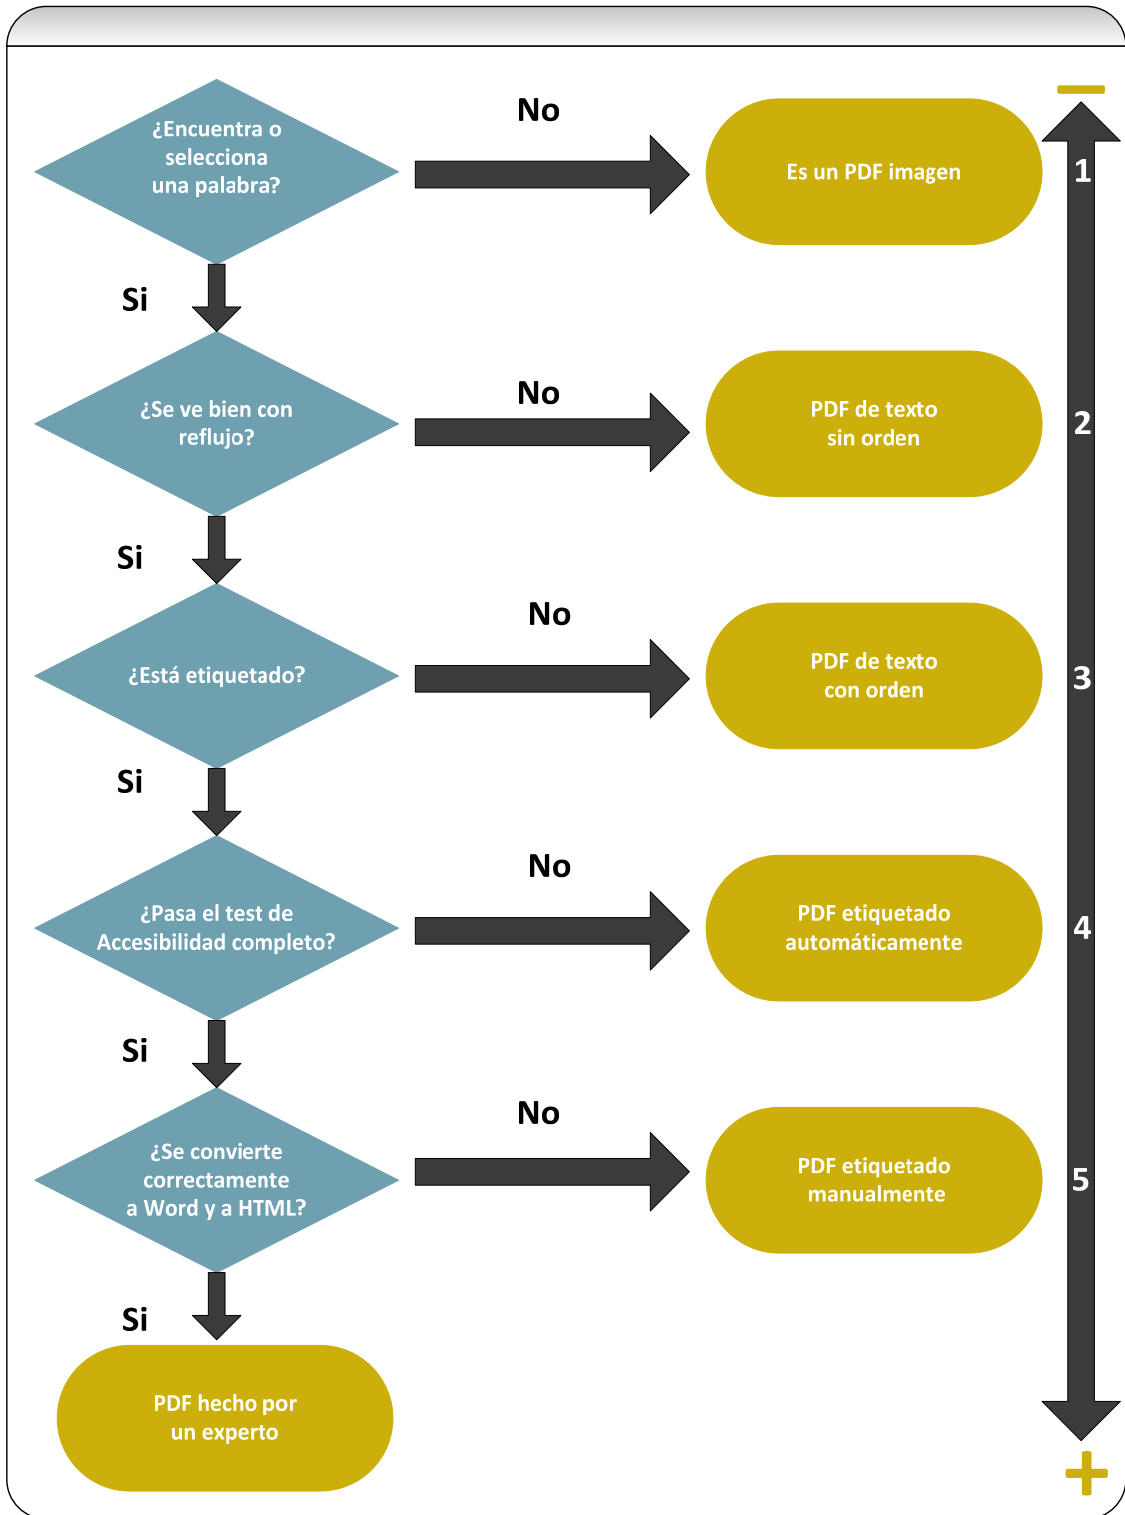 ¿Encuentra o
selecciona
una palabra?
No
Es un PDF imagen
1
Si
¿Se ve bien con
reflujo?
No
PDF de texto
sin orden
2
Si
¿Está etiquetado?
No
PDF de texto
con orden
3
Si
¿Pasa el test de
Accesibilidad completo?
No
PDF etiquetado
automáticamente
4
Si
¿Se convierte
correctamente
a Word y a HTML?
No
PDF etiquetado
manualmente
5
Si
PDF hecho por
un experto
+